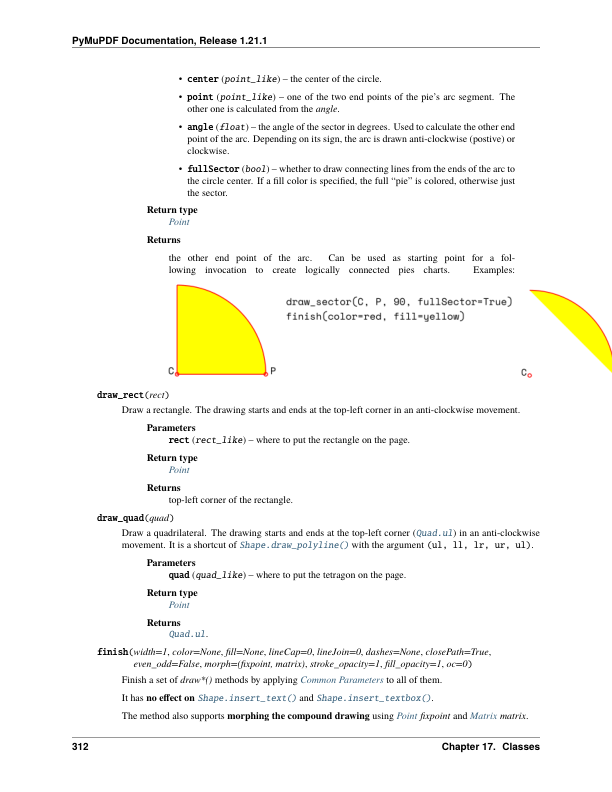 PyMuPDF Documentation, Release 1.21.1
• center (point_like) – the center of the circle.
• point (point_like) – one of the two end points of the pie's arc segment. The
other one is calculated from the angle.
• angle (float) – the angle of the sector in degrees. Used to calculate the other end
point of the arc. Depending on its sign, the arc is drawn anti-clockwise (postive) or
clockwise.
• fullSector (bool) – whether to draw connecting lines from the ends of the arc to
the circle center. If a fill color is specified, the full “pie” is colored, otherwise just
the sector.
Return type
Point
Returns
the other end point of the arc. Can be used as starting point for a fol-
lowing invocation to create logically connected pies charts. Examples:
draw_sector(C, P, 90, fullSector=True)
finish(color=red, fill=yellow)
C
P
C
draw_rect(rect)
Draw a rectangle. The drawing starts and ends at the top-left corner in an anti-clockwise movement.
Parameters
rect (rect_like) – where to put the rectangle on the page.
Return type
Point
Returns
top-left corner of the rectangle.
draw_quad(quad)
Draw a quadrilateral. The drawing starts and ends at the top-left corner (Quad.ul) in an anti-clockwise
movement. It is a shortcut of Shape.draw_polyline() with the argument (ul, ll, lr, ur, ul).
Parameters
quad (quad_like) – where to put the tetragon on the page.
Return type
Point
Returns
Quad.ul.
finish(width=1, color=None, fill=None, lineCap=0, lineJoin=0, dashes=None, closePath=True,
even_odd=False, morph=(fixpoint, matrix), stroke_opacity=1, fill_opacity=1, oc=0)
Finish a set of draw*() methods by applying Common Parameters to all of them.
It has no effect on Shape.insert_text() and Shape.insert_textbox().
The method also supports morphing the compound drawing using Point fixpoint and Matrix matrix.
312
Chapter 17. Classes